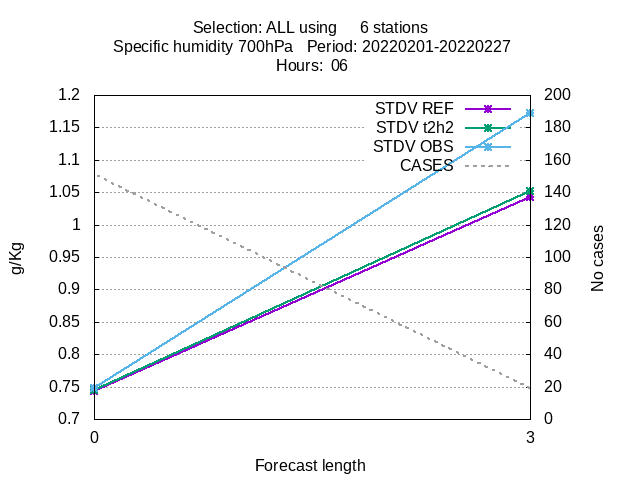 Selection: ALL using     6 stations
Specific humidity 700hPa   Period: 20220201-20220227
Hours:  06
1.2
1.15
1.1
1.05
1
0.95
0.9
0.85
0.8
0.75
0.7
g/Kg
STDV REF
STDV t2h2
STDV OBS
CASES
200
180
160
140
120
100
80
60
40
20
0
No cases
0
3
Forecast length